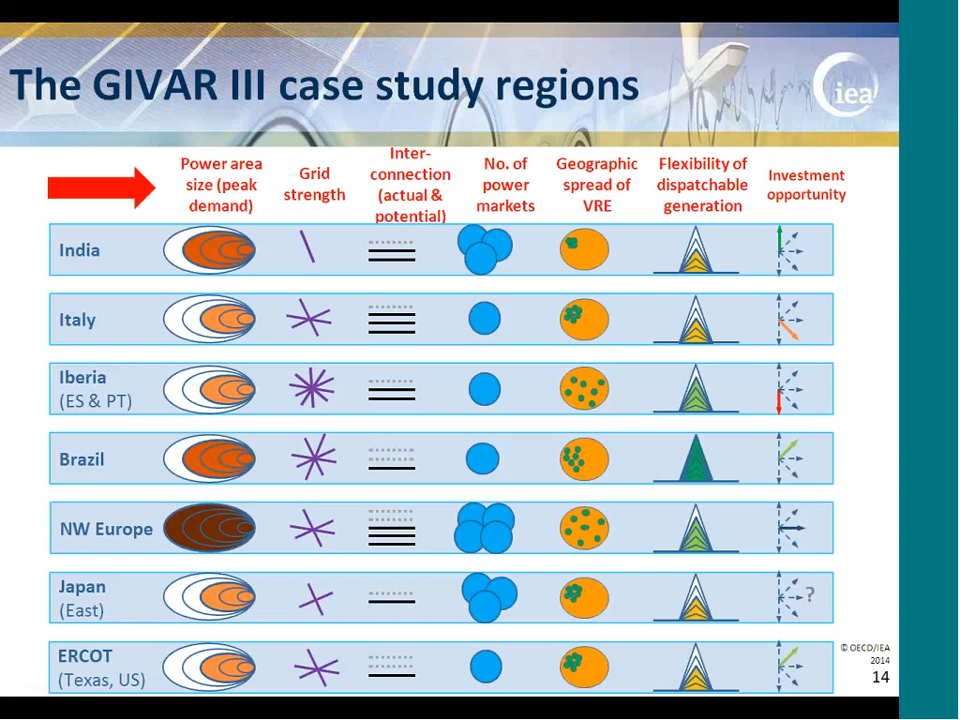 The GIVAR III case study regions
iea
Power area
size (peak
demand)
Grid
strength
Inter-
connection
(actual &
potential)
No. of
power
markets
Geographic
spread of
VRE
Flexibility of
dispatchable
generation
Investment
opportunity
India
Italy
Iberia
(ES & PT)
Brazil
NW Europe
Japan
(East)
?
ERCOT
(Texas, US)
© OECD/IEA
2014
14